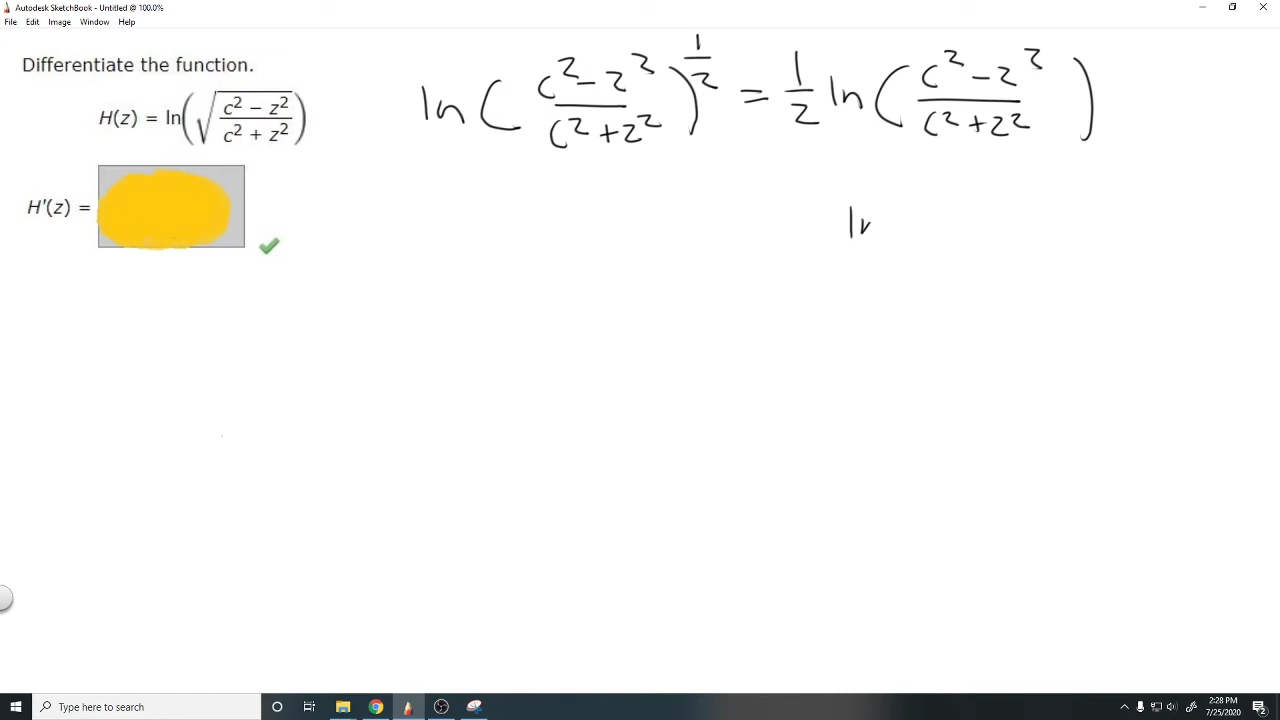 Autodesk SketchBook - Untitled @ 100.0%
File Edit Image Window Help
Differentiate the function.
H(z) = ln(√((c² − z²)/(c² + z²)))
H'(z) =
ln((c² − z²)/(c² + z²))^(1/2) = 1/2 ln((c² − z²)/(c² + z²))
Type here to search
2:28 PM
7/25/2020
2